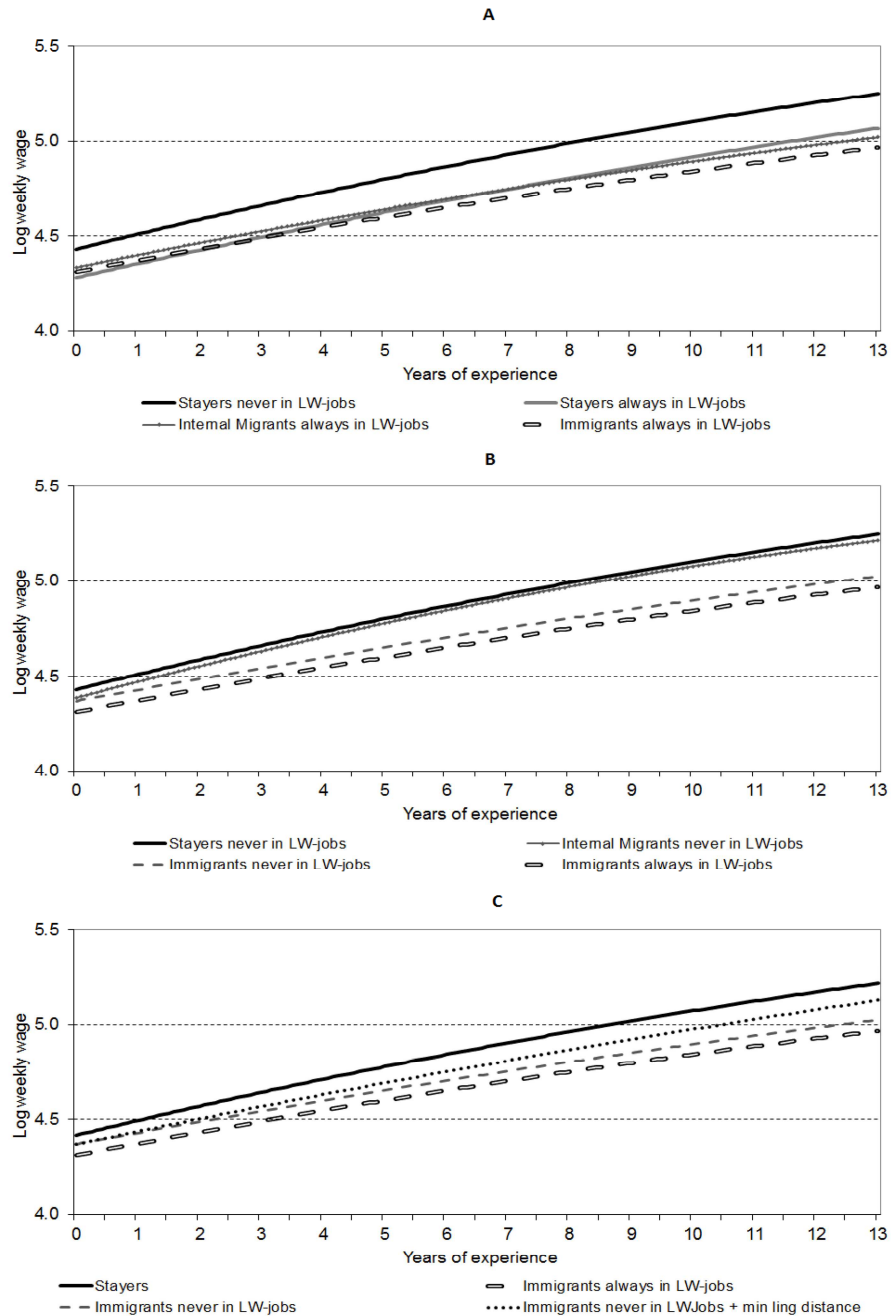 A
5.5
5.0
4.5
4.0
Log weekly wage
0 1 2 3 4 5 6 7 8 9 10 11 12 13
Years of experience
Stayers never in LW-jobs Stayers always in LW-jobs
Internal Migrants always in LW-jobs Immigrants always in LW-jobs
B
5.5
5.0
4.5
4.0
Log weekly wage
0 1 2 3 4 5 6 7 8 9 10 11 12 13
Years of experience
Stayers never in LW-jobs Internal Migrants never in LW-jobs
Immigrants never in LW-jobs Immigrants always in LW-jobs
C
5.5
5.0
4.5
4.0
Log weekly wage
0 1 2 3 4 5 6 7 8 9 10 11 12 13
Years of experience
Stayers Immigrants always in LW-jobs
Immigrants never in LW-jobs Immigrants never in LWJobs + min ling distance